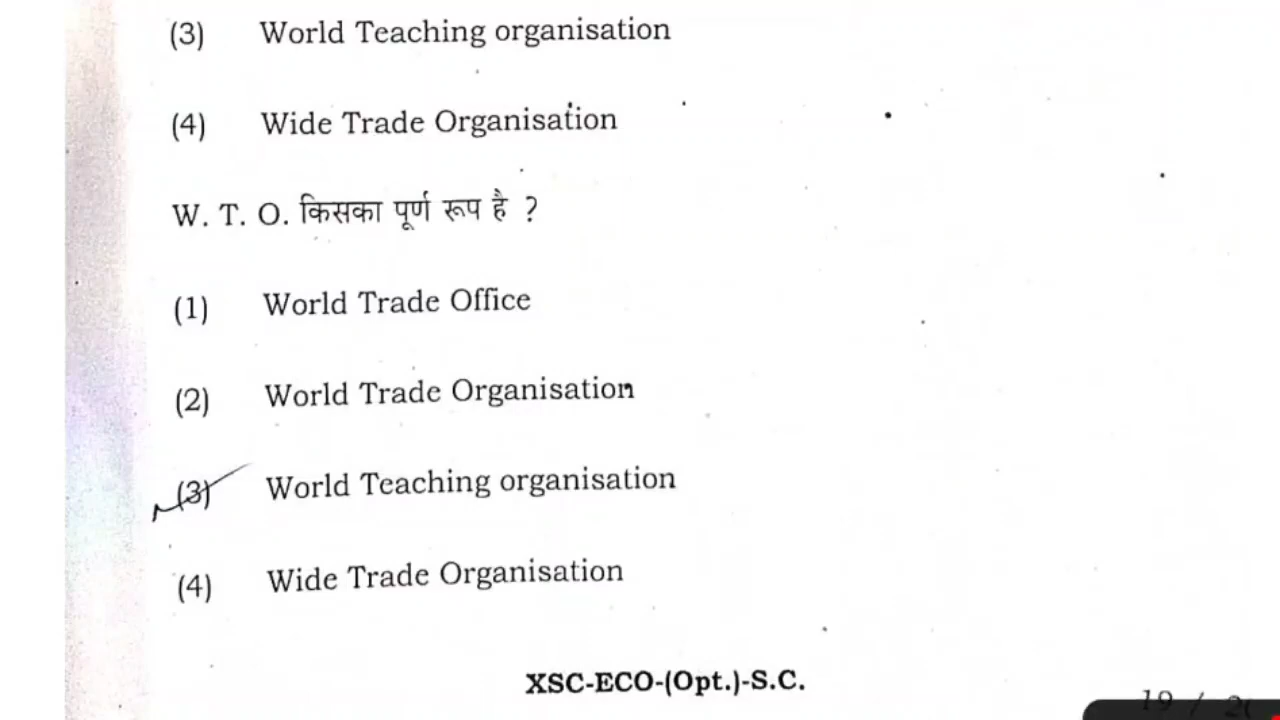 (3) World Teaching organisation
(4) Wide Trade Organisation
W. T. O. किसका पूर्ण रूप है ?
(1) World Trade Office
(2) World Trade Organisation
(3) World Teaching organisation
(4) Wide Trade Organisation
XSC-ECO-(Opt.)-S.C.
19 /